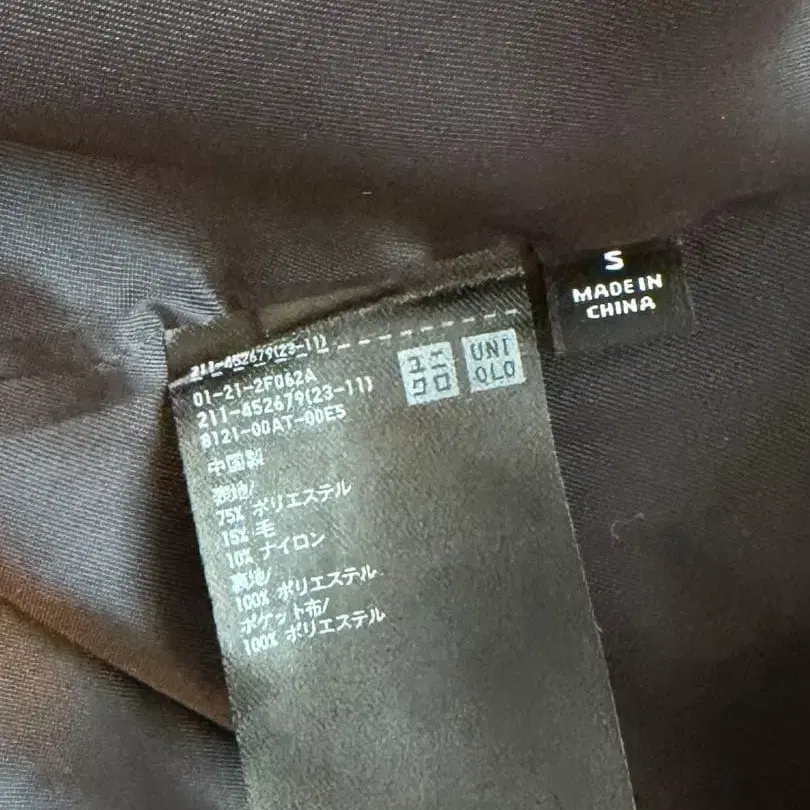 S
MADE IN
CHINA
211-452679(23-11)
ユニ
クロ
UNI
QLO
01-21-2F062A
211-452679(23-11)
8121-00AT-00E5
中国製
表地/
75% ポリエステル
15% 毛
10% ナイロン
裏地/
100% ポリエステル
ポケット布/
100% ポリエステル